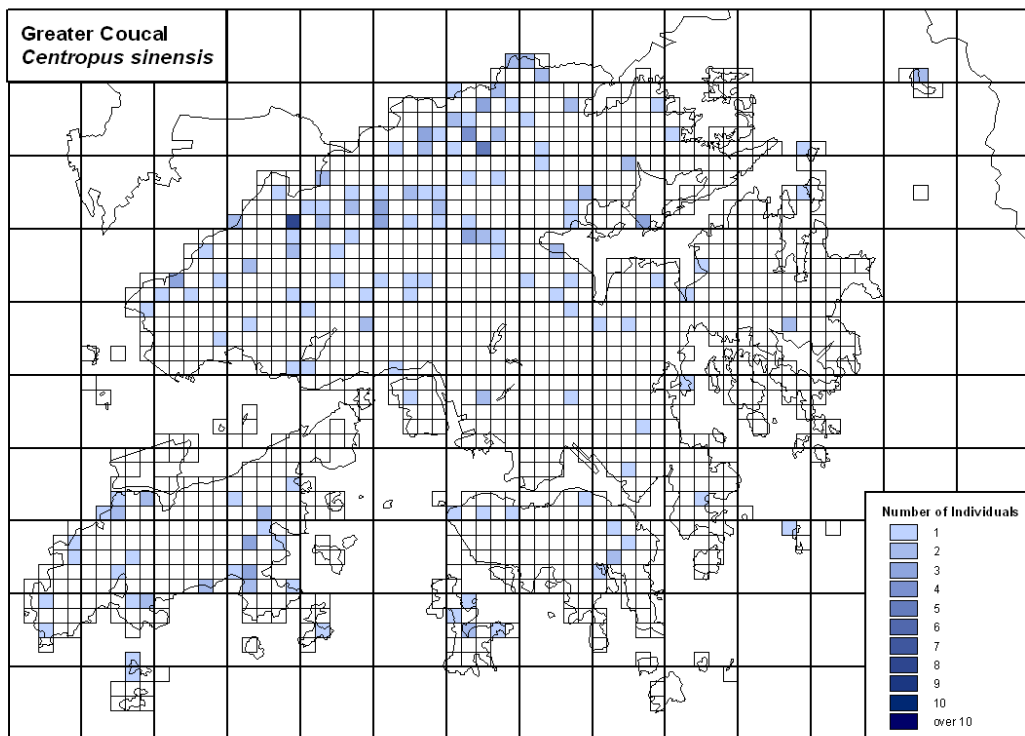 Greater Coucal
Centropus sinensis
Number of Individuals
1
2
3
4
5
6
7
8
9
10
over 10